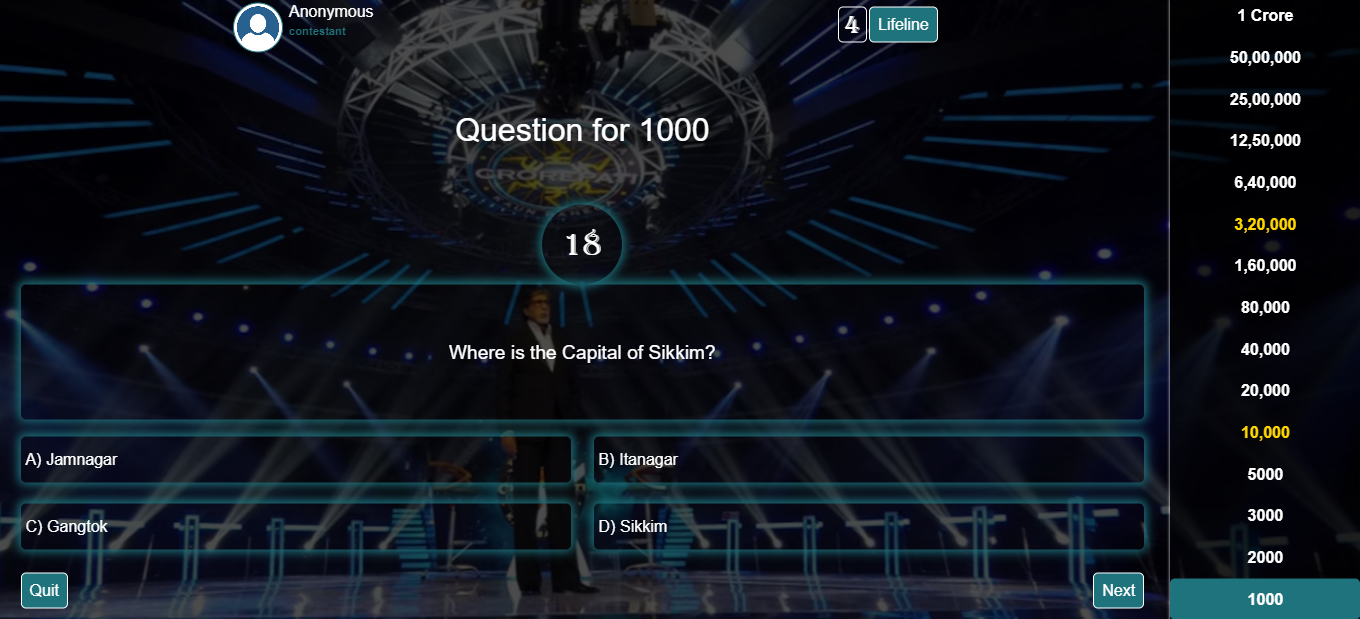 Anonymous
contestant
4
Lifeline
Question for 1000
CROREPATI
18
Where is the Capital of Sikkim?
A) Jamnagar
B) Itanagar
C) Gangtok
D) Sikkim
Quit
Next
1 Crore
50,00,000
25,00,000
12,50,000
6,40,000
3,20,000
1,60,000
80,000
40,000
20,000
10,000
5000
3000
2000
1000